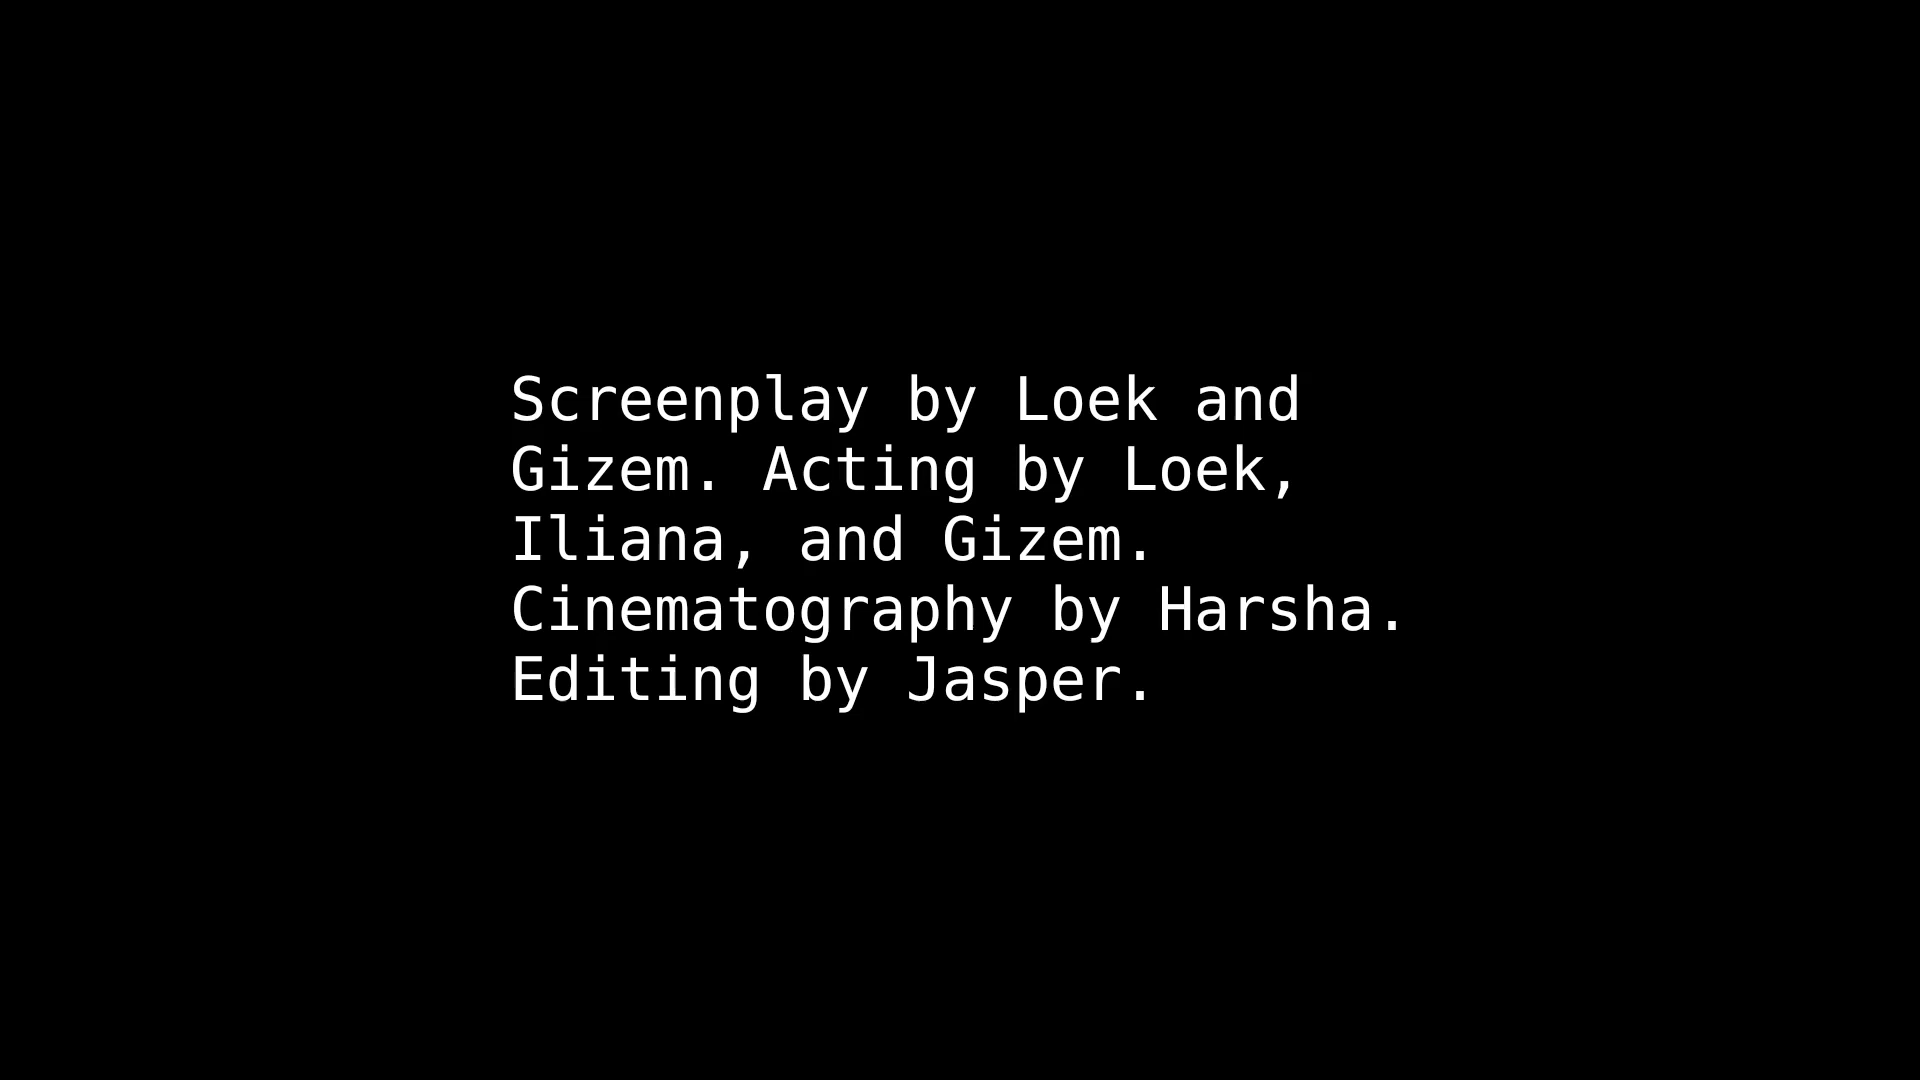 Screenplay by Loek and
Gizem. Acting by Loek,
Iliana, and Gizem.
Cinematography by Harsha.
Editing by Jasper.